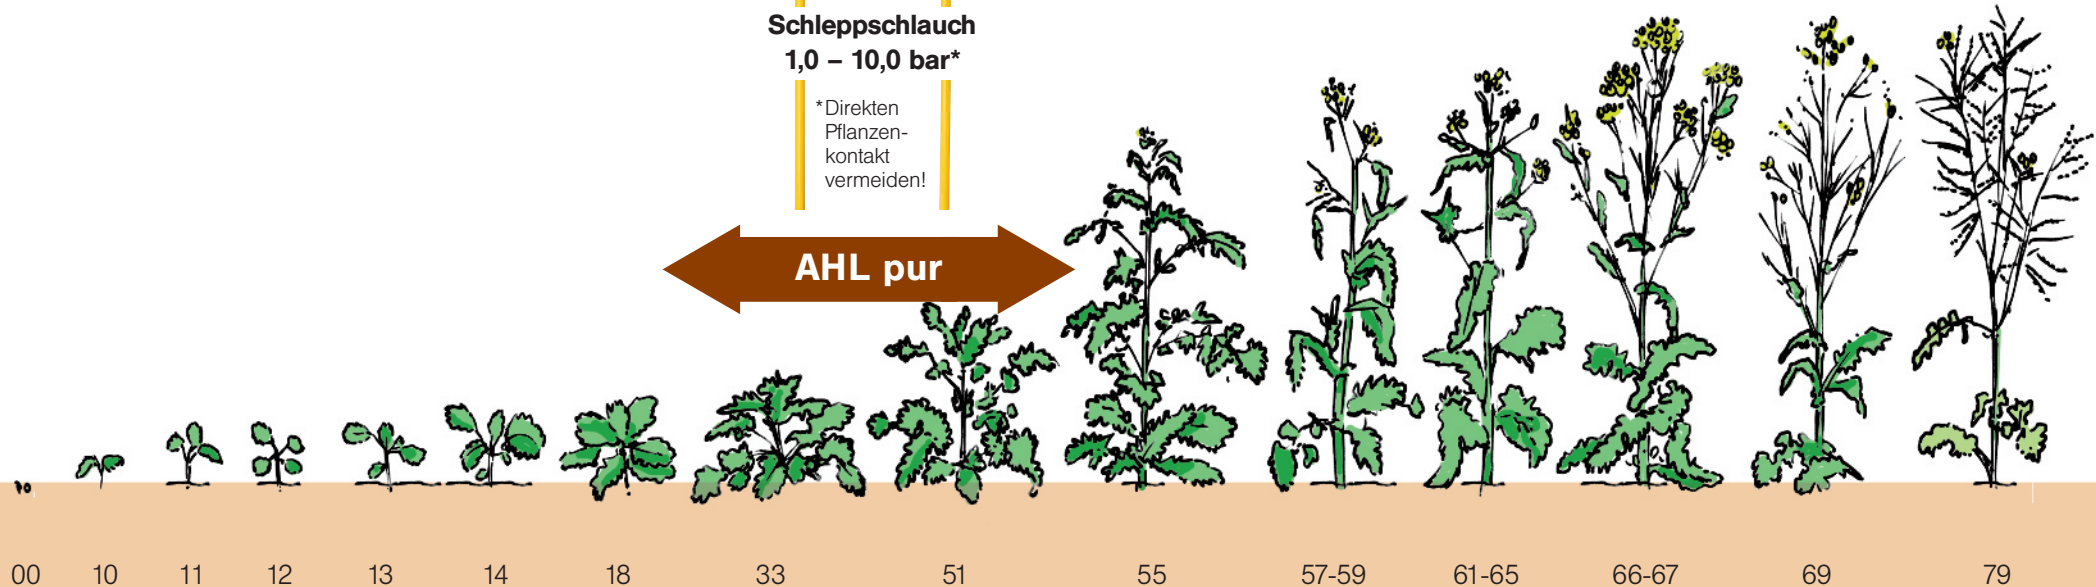 Schleppschlauch
1,0 – 10,0 bar*
*Direkten
Pflanzen-
kontakt
vermeiden!
AHL pur
00 10 11 12 13 14 18 33 51 55 57-59 61-65 66-67 69 79